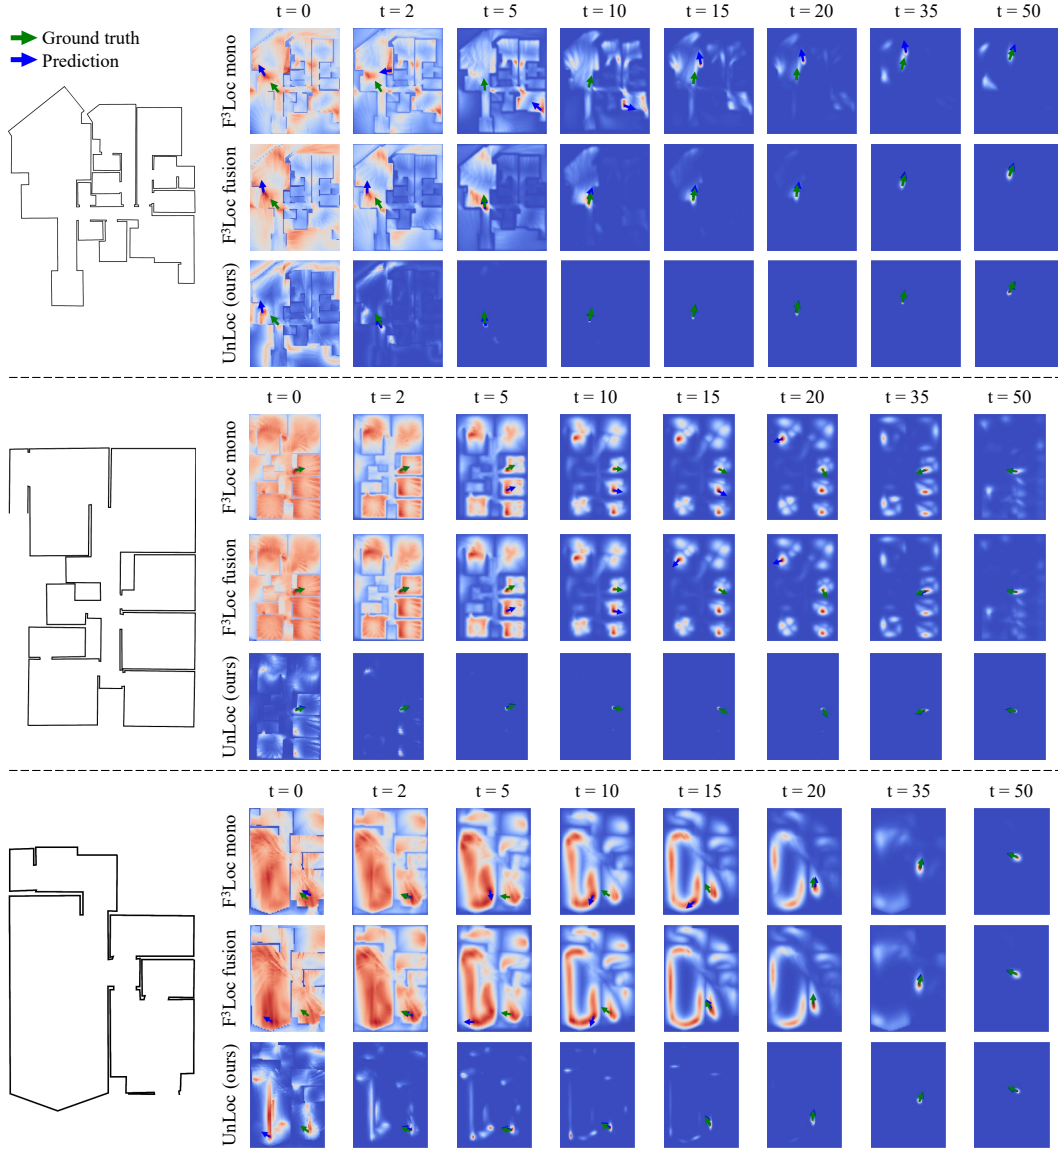 t = 0 t = 2 t = 5 t = 10 t = 15 t = 20 t = 35 t = 50
Ground truth
Prediction
F³Loc mono
F³Loc fusion
UnLoc (ours)
t = 0 t = 2 t = 5 t = 10 t = 15 t = 20 t = 35 t = 50
F³Loc mono
F³Loc fusion
UnLoc (ours)
t = 0 t = 2 t = 5 t = 10 t = 15 t = 20 t = 35 t = 50
F³Loc mono
F³Loc fusion
UnLoc (ours)